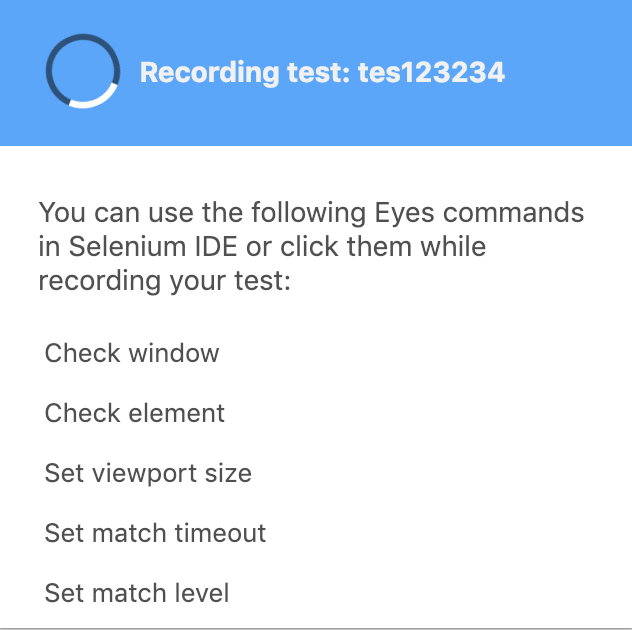 Recording test: tes123234
You can use the following Eyes commands
in Selenium IDE or click them while
recording your test:
Check window
Check element
Set viewport size
Set match timeout
Set match level